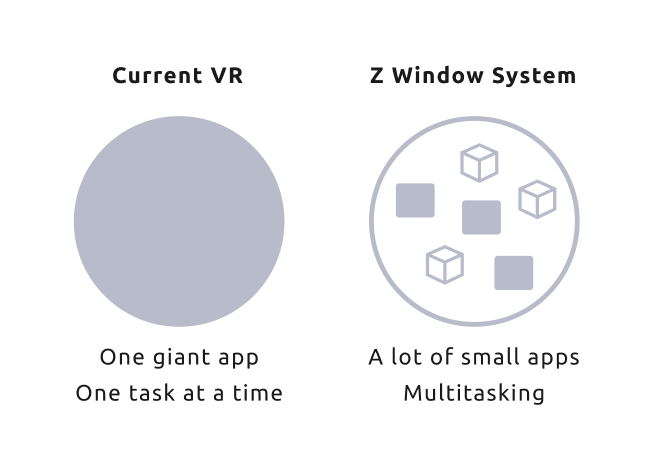 Current VR
One giant app
One task at a time
Z Window System
A lot of small apps
Multitasking